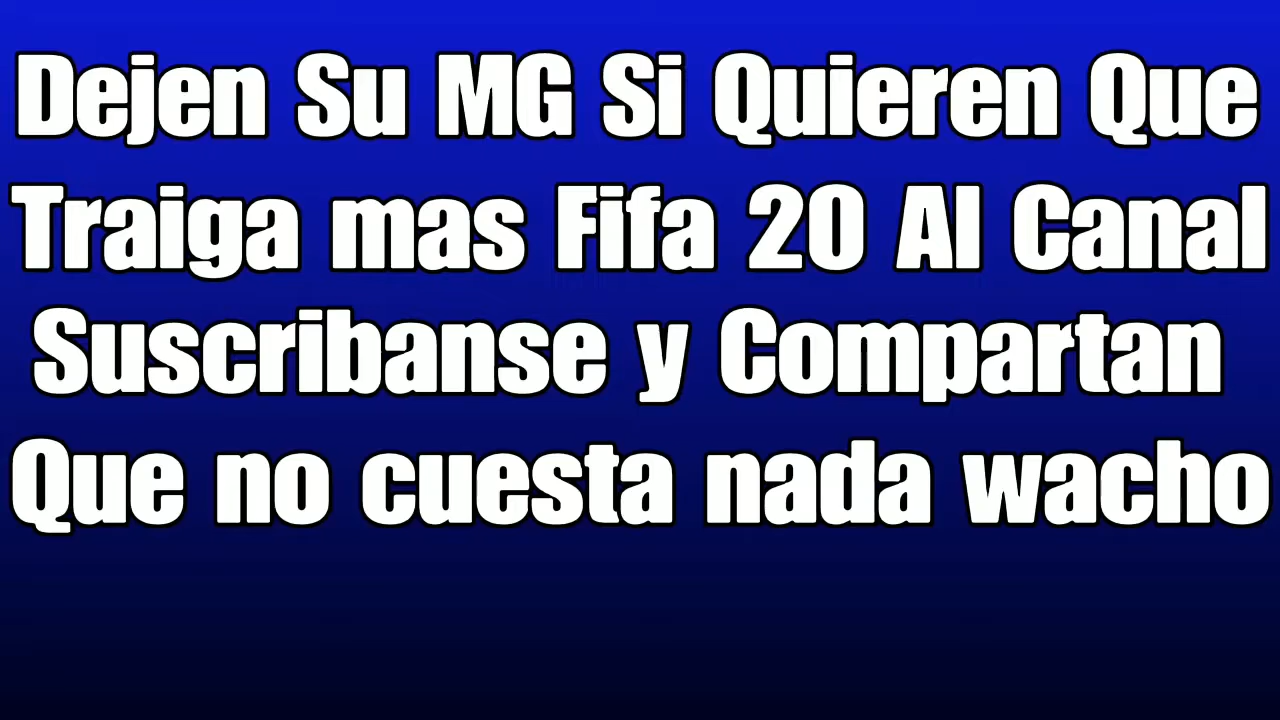 Dejen Su MG Si Quieren Que
Traiga mas Fifa 20 Al Canal
Suscribanse y Compartan
Que no cuesta nada wacho